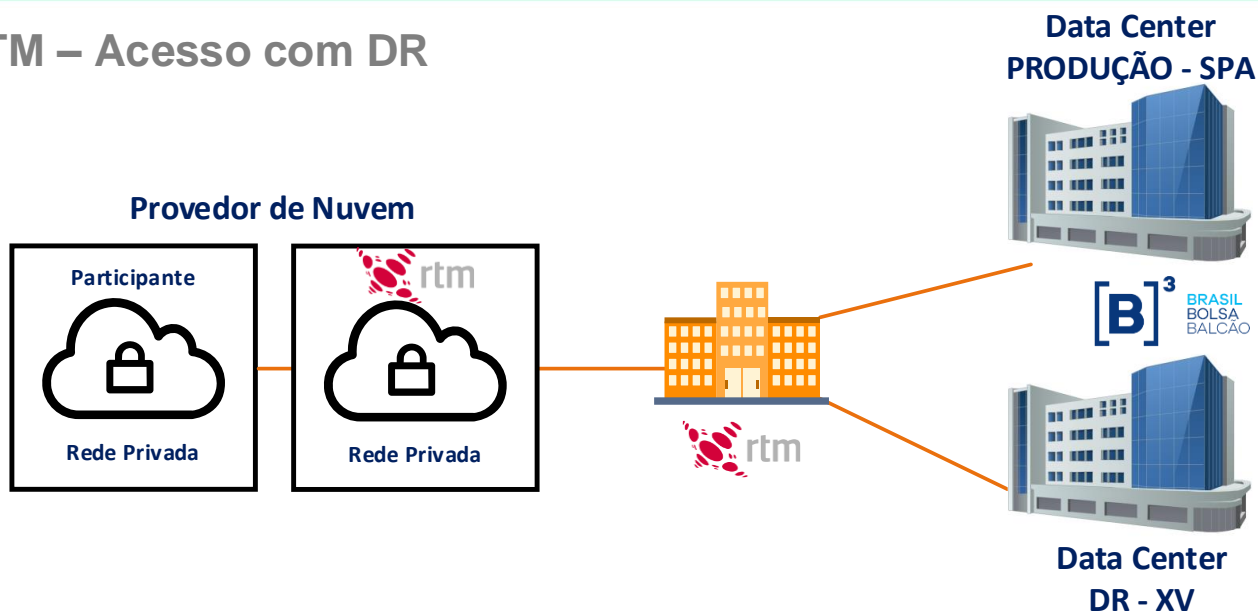 TM – Acesso com DR
Data Center
PRODUÇÃO - SPA
Provedor de Nuvem
Participante
Rede Privada
rtm
Rede Privada
rtm
[B]³ BRASIL
BOLSA
BALCÃO
Data Center
DR - XV